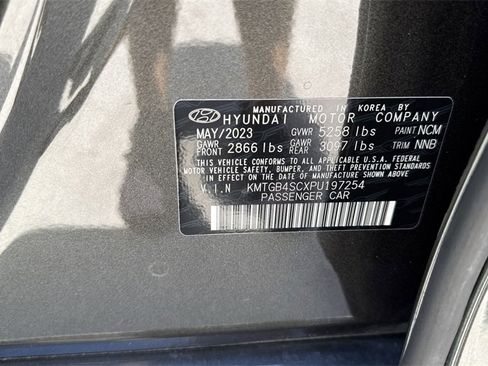 MANUFACTURED IN KOREA BY
HYUNDAI MOTOR COMPANY
MAY/2023 GVWR 5258 lbs PAINT NCM
GAWR FRONT 2866 lbs GAWR REAR 3097 lbs TRIM NNB
THIS VEHICLE CONFORMS TO ALL APPLICABLE U.S.A. FEDERAL
MOTOR VEHICLE SAFETY, BUMPER, AND THEFT PREVENTION STANDARDS
IN EFFECT ON THE DATE OF MANUFACTURE SHOWN ABOVE.
V.I.N KMTGB4SCXPU197254
PASSENGER CAR